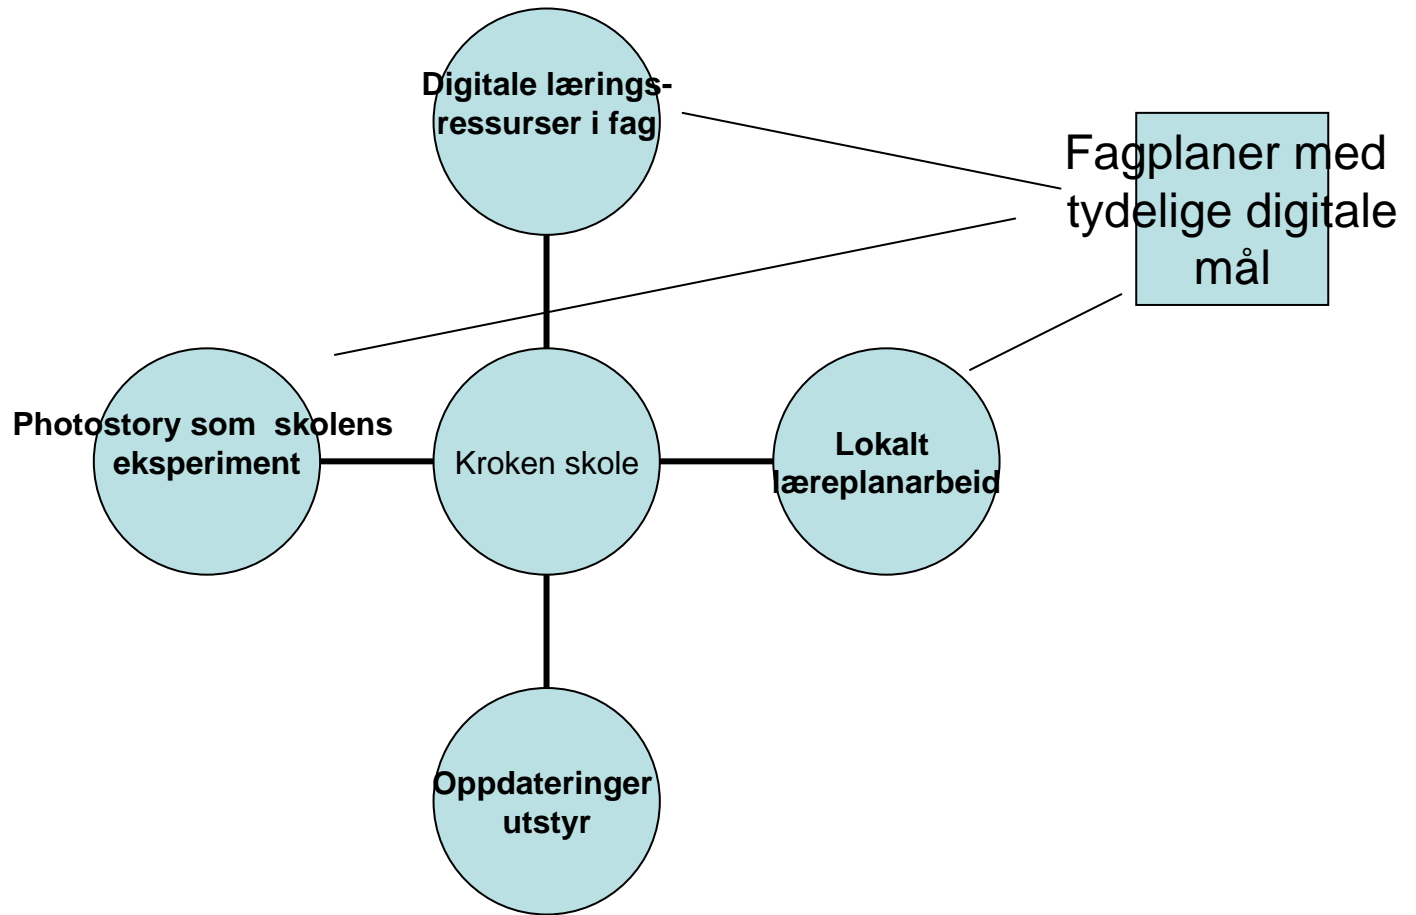 Digitale lærings-
ressurser i fag
Fagplaner med
tydelige digitale
mål
Photostory som  skolens
eksperiment
Kroken skole
Lokalt
læreplanarbeid
Oppdateringer
utstyr